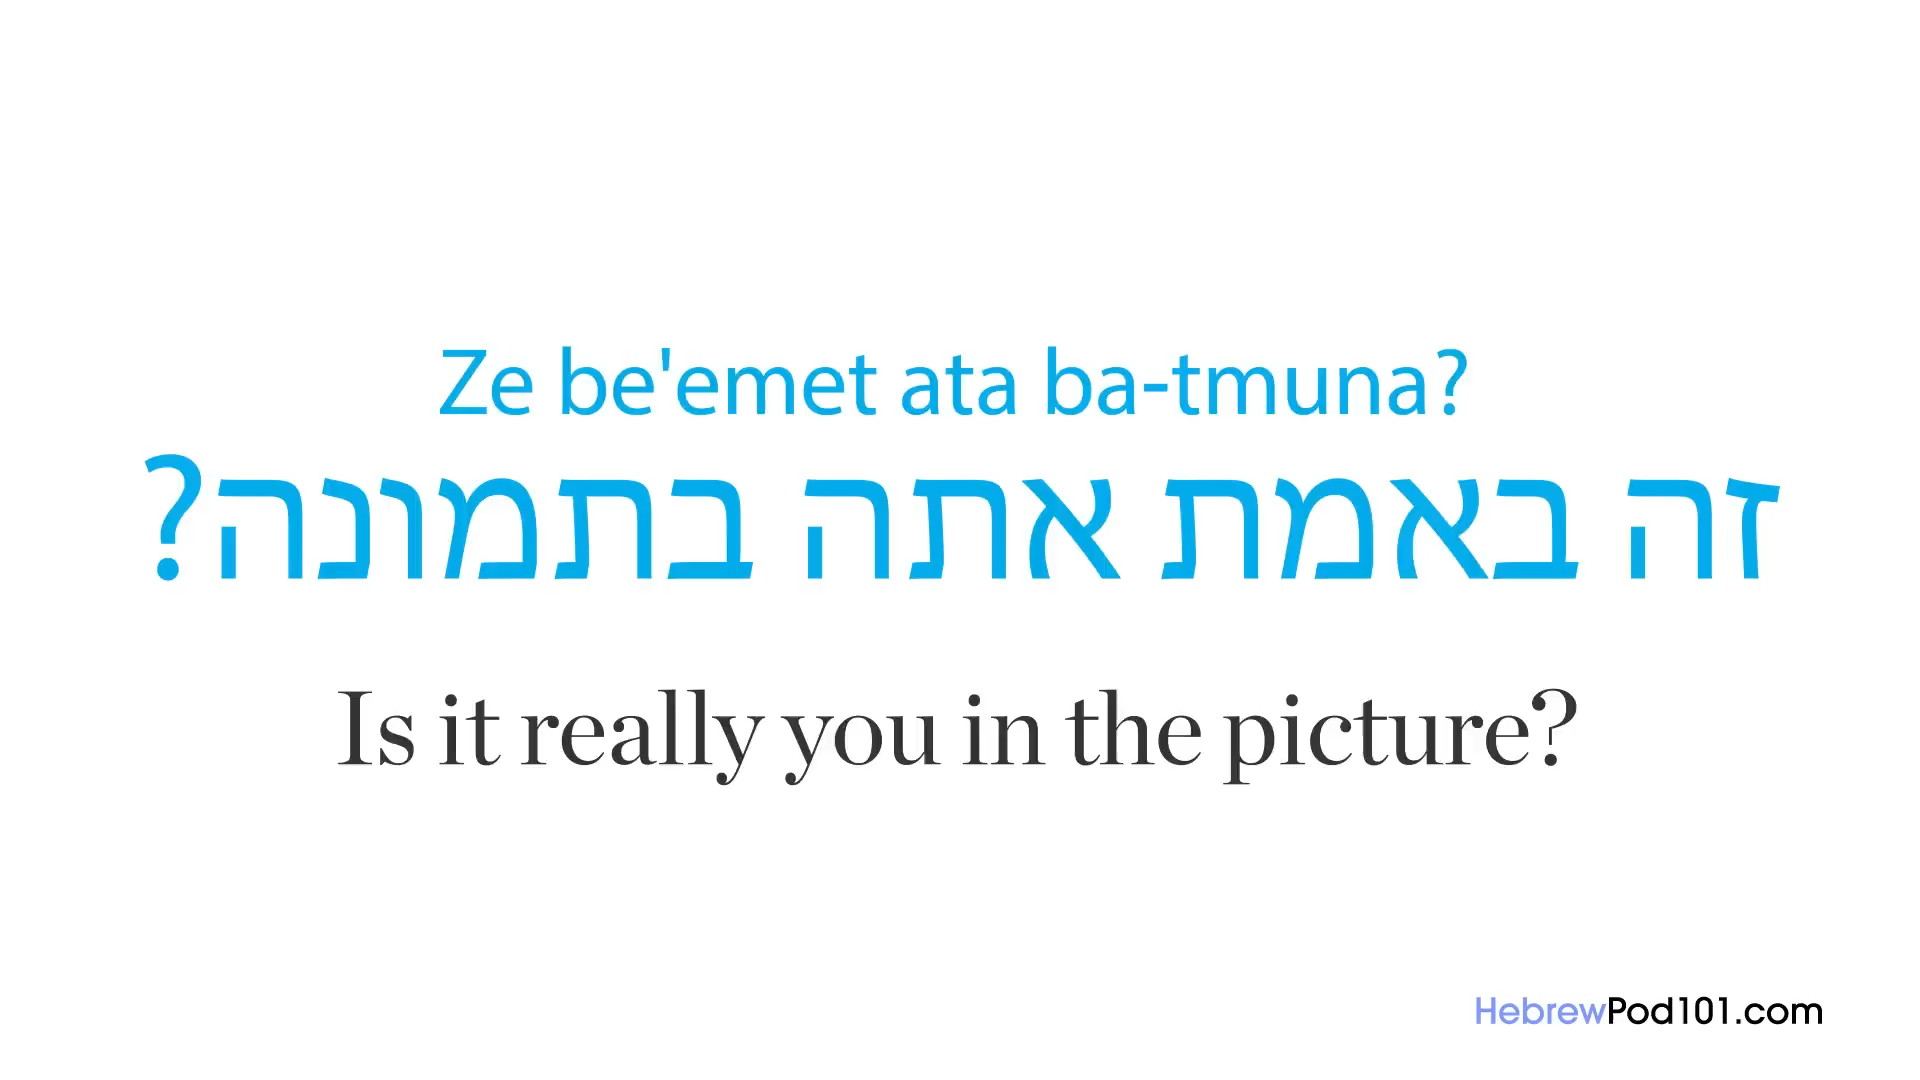 Ze be'emet ata ba-tmuna?
זה באמת אתה בתמונה?
Is it really you in the picture?
HebrewPod101.com